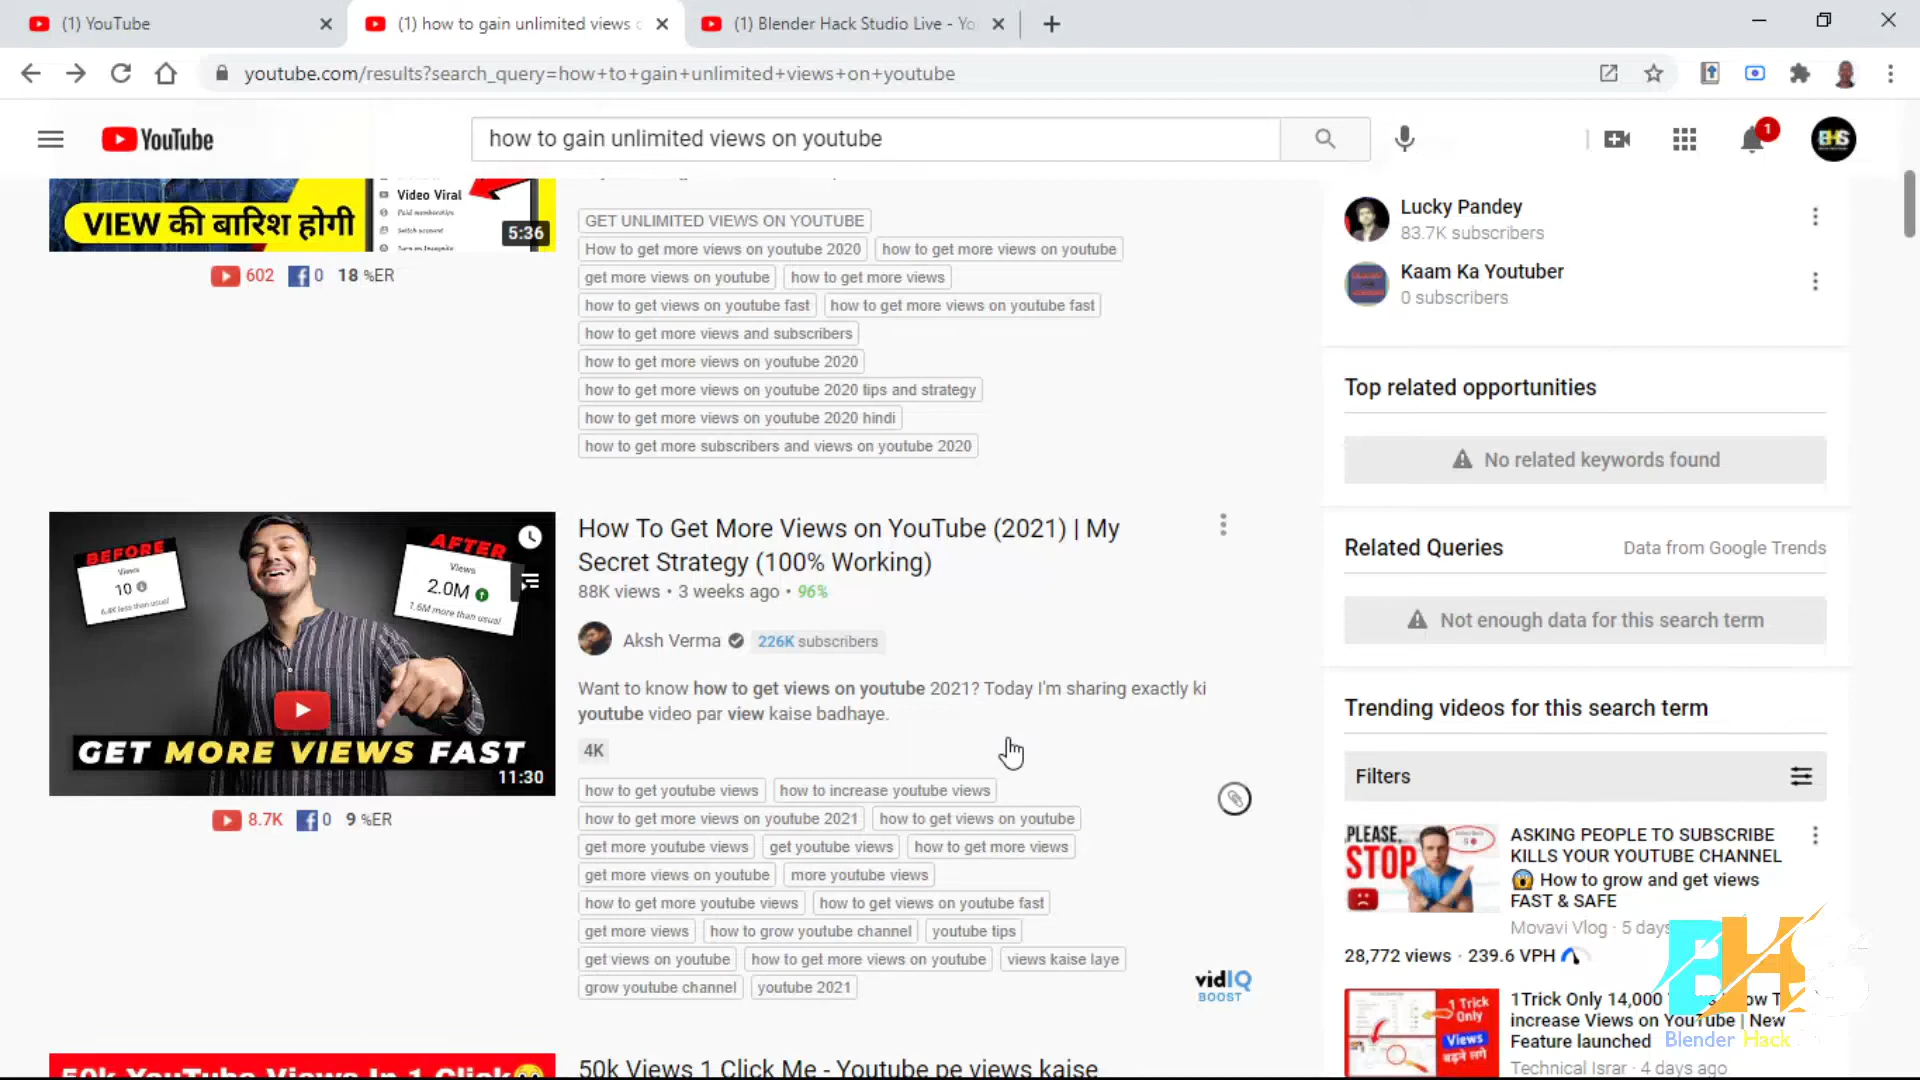 (1) YouTube
(1) how to gain unlimited views o
(1) Blender Hack Studio Live - Yo
youtube.com/results?search_query=how+to+gain+unlimited+views+on+youtube
YouTube
how to gain unlimited views on youtube
1
BHS
Video Viral
Paid memberships
Switch account
Turn on Incognito
VIEW की बारिश होगी
5:36
602
0
18 %ER
GET UNLIMITED VIEWS ON YOUTUBE
How to get more views on youtube 2020
how to get more views on youtube
get more views on youtube
how to get more views
how to get views on youtube fast
how to get more views on youtube fast
how to get more views and subscribers
how to get more views on youtube 2020
how to get more views on youtube 2020 tips and strategy
how to get more views on youtube 2020 hindi
how to get more subscribers and views on youtube 2020
BEFORE
Views
10
6.4K less than usual
AFTER
Views
2.0M
1.6M more than usual
GET MORE VIEWS FAST
11:30
8.7K
0
9 %ER
How To Get More Views on YouTube (2021) | My
Secret Strategy (100% Working)
88K views • 3 weeks ago • 96%
Aksh Verma
226K subscribers
Want to know how to get views on youtube 2021? Today I'm sharing exactly ki
youtube video par view kaise badhaye.
4K
how to get youtube views
how to increase youtube views
how to get more views on youtube 2021
how to get views on youtube
get more youtube views
get youtube views
how to get more views
get more views on youtube
more youtube views
how to get more youtube views
how to get views on youtube fast
get more views
how to grow youtube channel
youtube tips
get views on youtube
how to get more views on youtube
views kaise laye
grow youtube channel
youtube 2021
vidIQ
BOOST
50k YouTube Views In 1 Click
50k Views 1 Click Me - Youtube pe views kaise
Lucky Pandey
83.7K subscribers
Kaam Ka Youtuber
0 subscribers
Top related opportunities
No related keywords found
Related Queries
Data from Google Trends
Not enough data for this search term
Trending videos for this search term
Filters
PLEASE,
STOP
ASKING PEOPLE TO SUBSCRIBE
KILLS YOUR YOUTUBE CHANNEL
😱 How to grow and get views
FAST & SAFE
Movavi Vlog · 5 days
28,772 views · 239.6 VPH
1 Trick
Only
Views
बढ़ने लगे
1Trick Only 14,000
increase Views on YouTube | New
Feature launched
Technical Israr · 4 days ago
BHS
Blender Hack